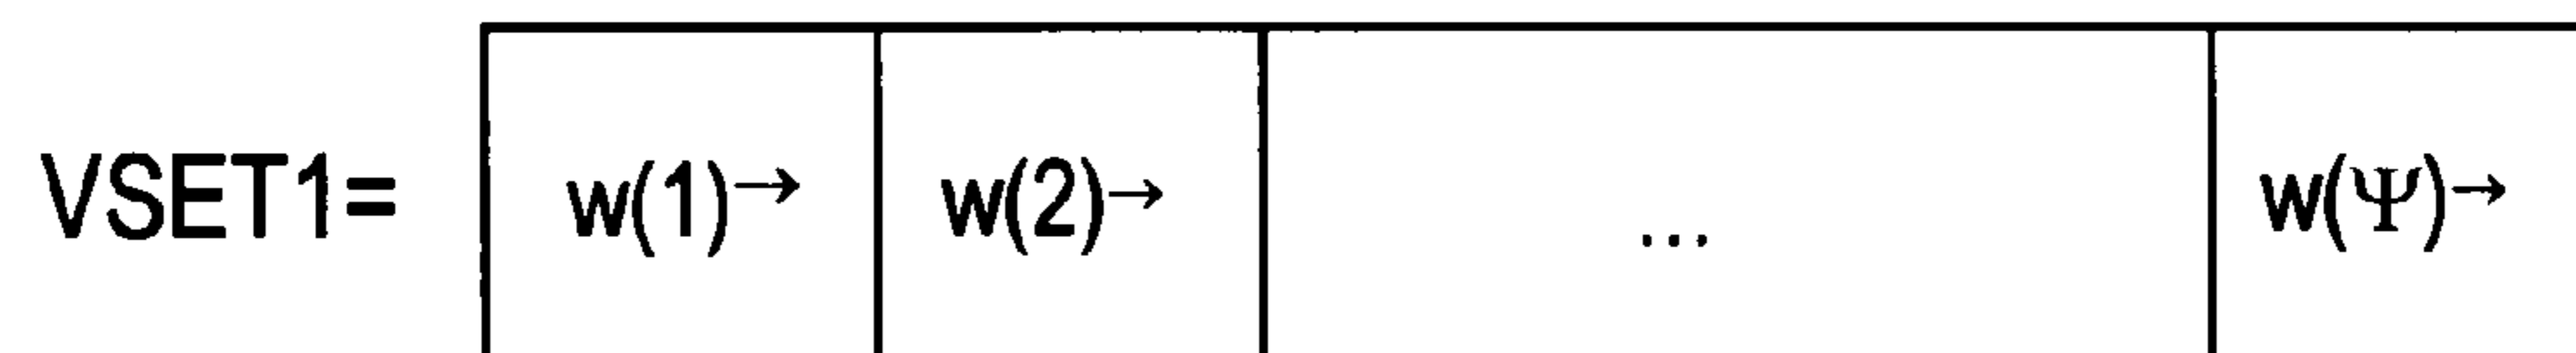 VSET1= w(1)→ w(2)→ ... w(Ψ)→